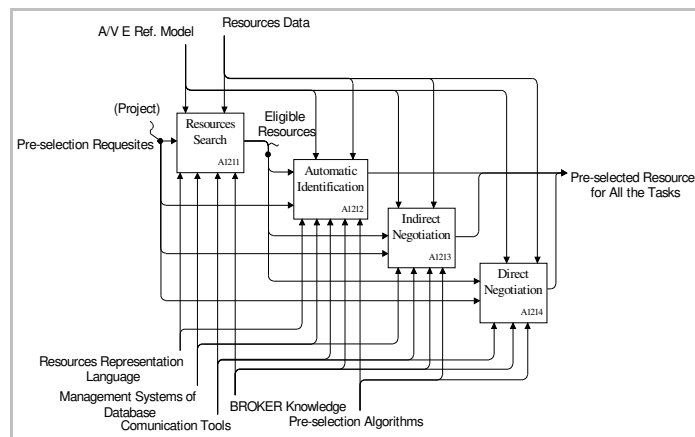 Resources Data
A/V E Ref. Model
(Project)
Eligible
Resources
Resources
Search
A1211
Pre-selection Requesites
Automatic
Identification
A1212
Pre-selected Resource
for All the Tasks
Indirect
Negotiation
A1213
Direct
Negotiation
A1214
Resources Representation
Language
Management Systems of
Database
Comunication Tools
BROKER Knowledge
Pre-selection Algorithms